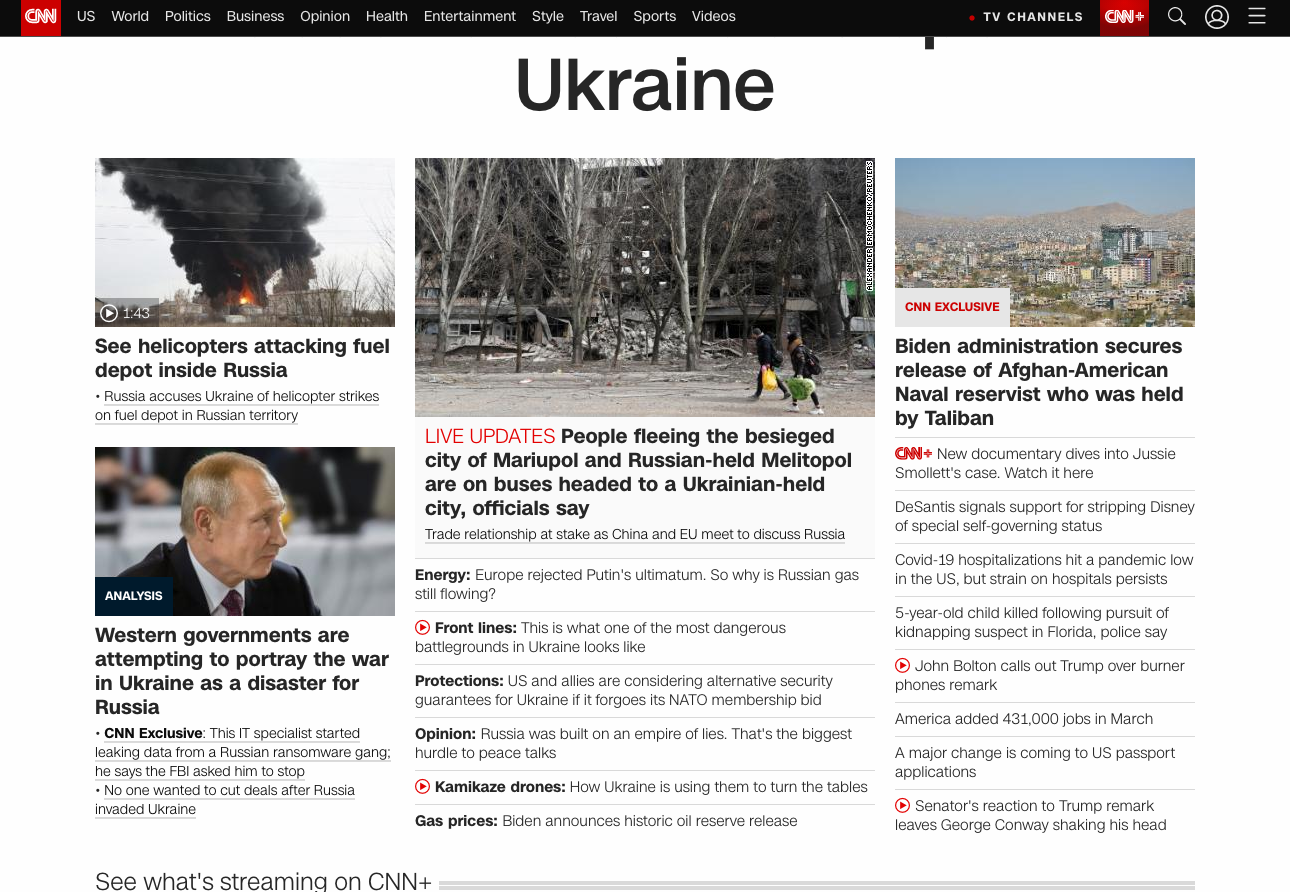 CNN US World Politics Business Opinion Health Entertainment Style Travel Sports Videos TV CHANNELS CNN+
Ukraine
1:43
See helicopters attacking fuel
depot inside Russia
• Russia accuses Ukraine of helicopter strikes
on fuel depot in Russian territory
ANALYSIS
Western governments are
attempting to portray the war
in Ukraine as a disaster for
Russia
• CNN Exclusive: This IT specialist started
leaking data from a Russian ransomware gang;
he says the FBI asked him to stop
• No one wanted to cut deals after Russia
invaded Ukraine
ALEXANDER ERMOCHENKO/REUTERS
LIVE UPDATES People fleeing the besieged
city of Mariupol and Russian-held Melitopol
are on buses headed to a Ukrainian-held
city, officials say
Trade relationship at stake as China and EU meet to discuss Russia
Energy: Europe rejected Putin's ultimatum. So why is Russian gas
still flowing?
Front lines: This is what one of the most dangerous
battlegrounds in Ukraine looks like
Protections: US and allies are considering alternative security
guarantees for Ukraine if it forgoes its NATO membership bid
Opinion: Russia was built on an empire of lies. That's the biggest
hurdle to peace talks
Kamikaze drones: How Ukraine is using them to turn the tables
Gas prices: Biden announces historic oil reserve release
CNN EXCLUSIVE
Biden administration secures
release of Afghan-American
Naval reservist who was held
by Taliban
CNN+ New documentary dives into Jussie
Smollett's case. Watch it here
DeSantis signals support for stripping Disney
of special self-governing status
Covid-19 hospitalizations hit a pandemic low
in the US, but strain on hospitals persists
5-year-old child killed following pursuit of
kidnapping suspect in Florida, police say
John Bolton calls out Trump over burner
phones remark
America added 431,000 jobs in March
A major change is coming to US passport
applications
Senator's reaction to Trump remark
leaves George Conway shaking his head
See what's streaming on CNN+